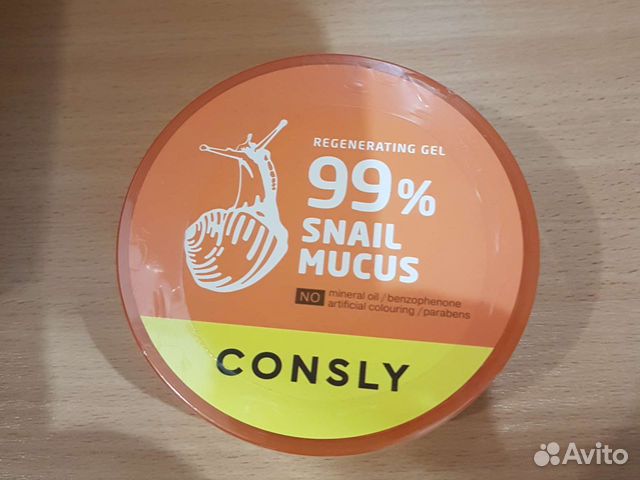 REGENERATING GEL
99%
SNAIL
MUCUS
NO mineral oil / benzophenone
artificial colouring / parabens
CONSLY
Avito